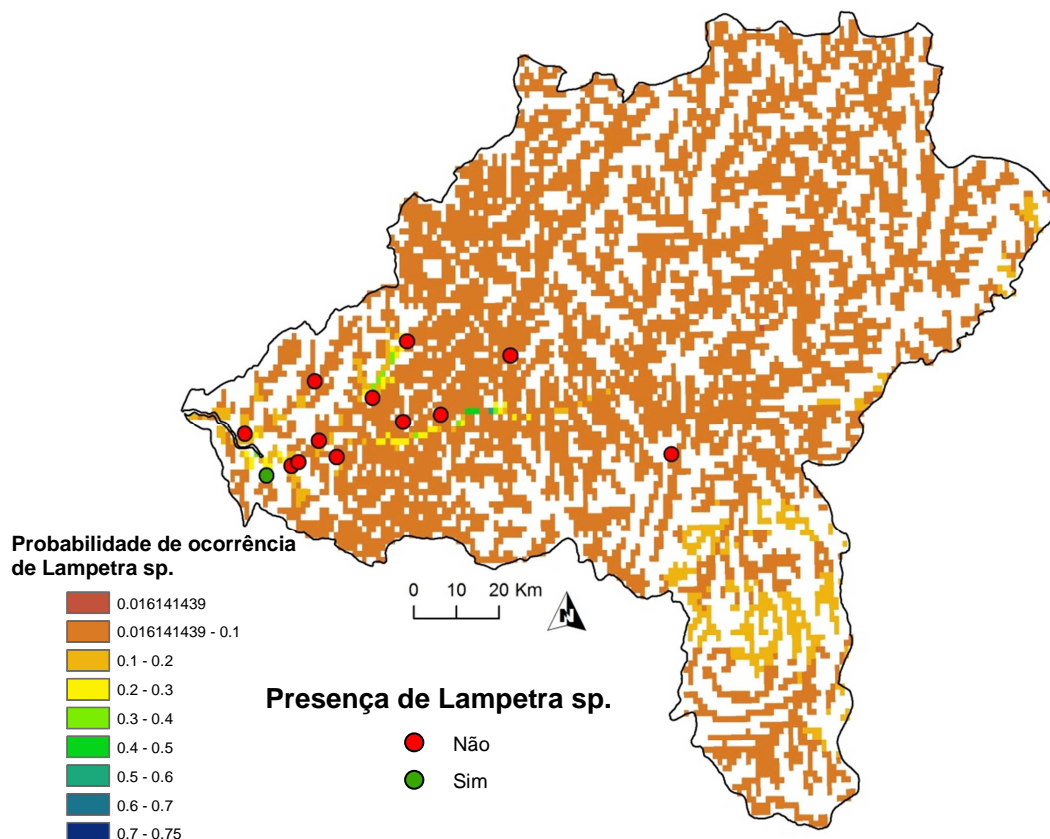 Probabilidade de ocorrência
de Lampetra sp.
0.016141439
0.016141439 - 0.1
0.1 - 0.2
0.2 - 0.3
0.3 - 0.4
0.4 - 0.5
0.5 - 0.6
0.6 - 0.7
0.7 - 0.75
0 10 20 Km
N
Presença de Lampetra sp.
Não
Sim